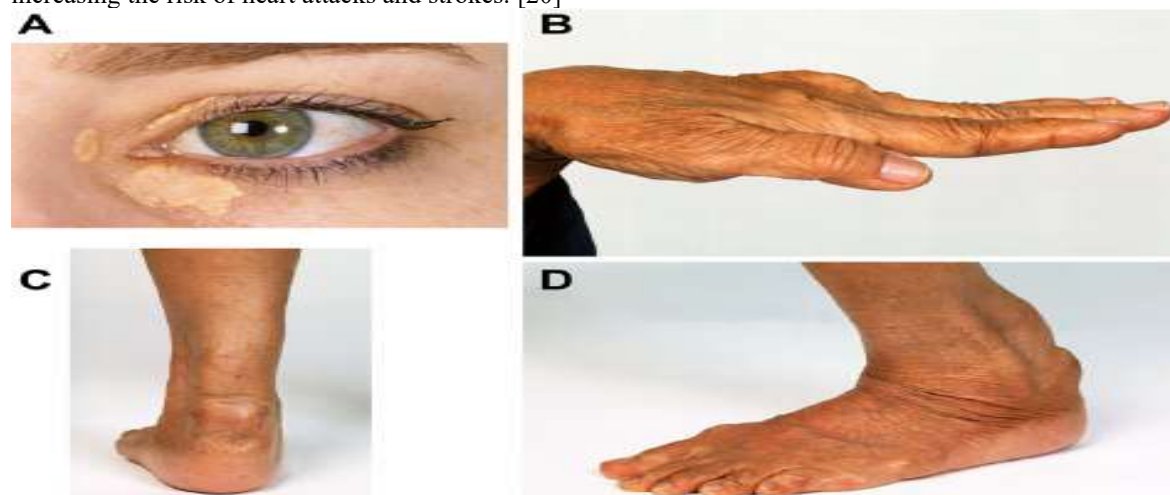 increasing the risk of heart attacks and strokes. [20]
A
B
C
D